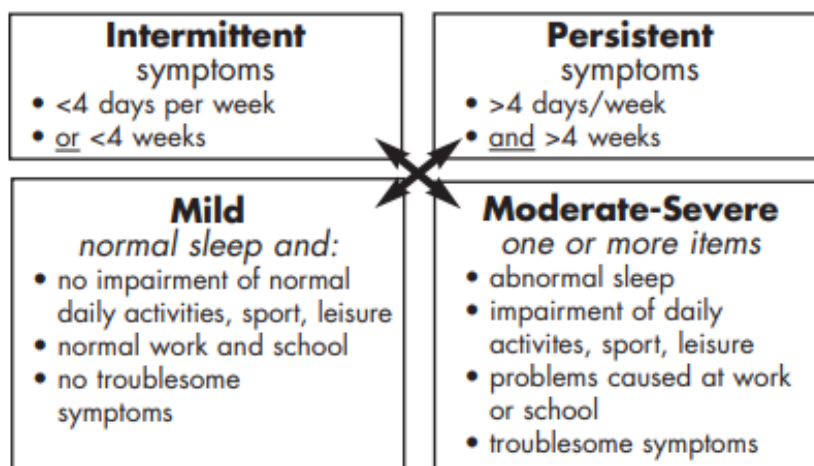 Intermittent
symptoms
• <4 days per week
• or <4 weeks
Persistent
symptoms
• >4 days/week
• and >4 weeks
Mild
normal sleep and:
• no impairment of normal
daily activities, sport, leisure
• normal work and school
• no troublesome
symptoms
Moderate-Severe
one or more items
• abnormal sleep
• impairment of daily
activites, sport, leisure
• problems caused at work
or school
• troublesome symptoms